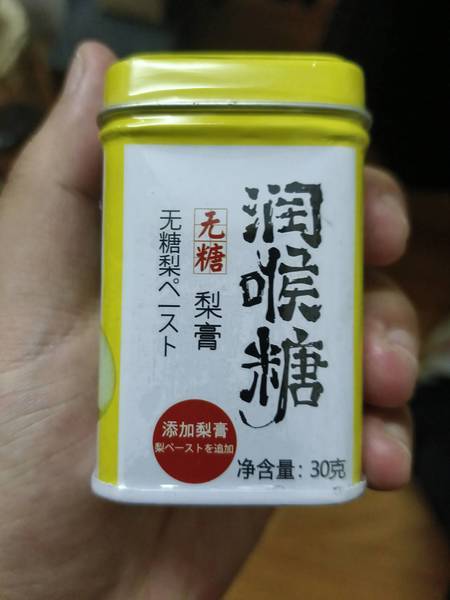 润喉糖
无糖
梨膏
无糖梨ペースト
添加梨膏
梨ペーストを追加
净含量：30克